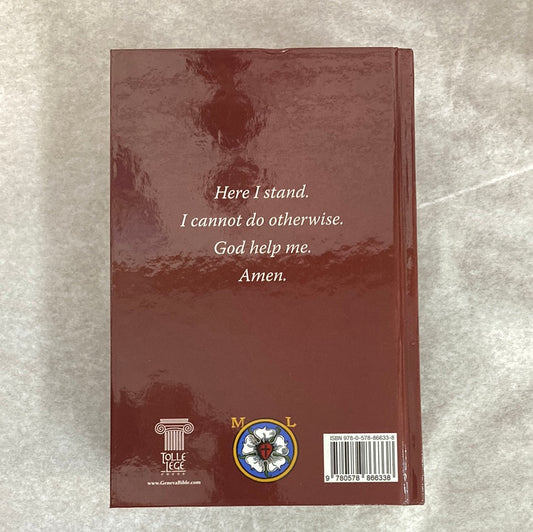 Here I stand.
I cannot do otherwise.
God help me.
Amen.
M L
TOLLE
LEGE
PRESS
www.GenevaBible.com
ISBN 978-0-578-86633-8
9 780578 866338